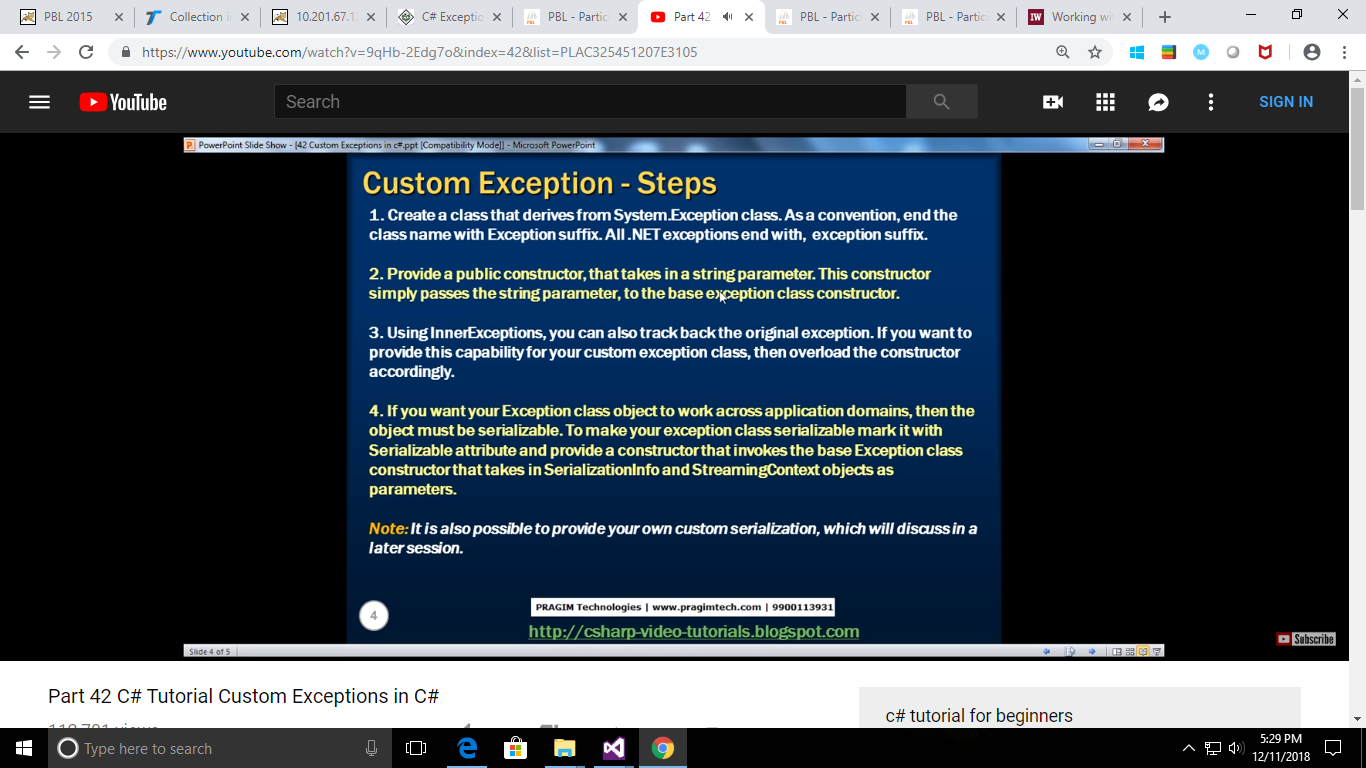 PBL 2015
Collection i
10.201.67.1
C# Exceptio
PBL - Partic
Part 42
PBL - Partic
PBL - Partic
Working wi
https://www.youtube.com/watch?v=9qHb-2Edg7o&index=42&list=PLAC325451207E3105
YouTube
Search
SIGN IN
PowerPoint Slide Show - [42 Custom Exceptions in c#.ppt [Compatibility Mode]] - Microsoft PowerPoint
Custom Exception - Steps
1. Create a class that derives from System.Exception class. As a convention, end the
class name with Exception suffix. All .NET exceptions end with, exception suffix.
2. Provide a public constructor, that takes in a string parameter. This constructor
simply passes the string parameter, to the base exception class constructor.
3. Using InnerExceptions, you can also track back the original exception. If you want to
provide this capability for your custom exception class, then overload the constructor
accordingly.
4. If you want your Exception class object to work across application domains, then the
object must be serializable. To make your exception class serializable mark it with
Serializable attribute and provide a constructor that invokes the base Exception class
constructor that takes in SerializationInfo and StreamingContext objects as
parameters.
Note: It is also possible to provide your own custom serialization, which will discuss in a
later session.
4
PRAGIM Technologies | www.pragimtech.com | 9900113931
http://csharp-video-tutorials.blogspot.com
Slide 4 of 5
Subscribe
Part 42 C# Tutorial Custom Exceptions in C#
c# tutorial for beginners
Type here to search
5:29 PM
12/11/2018